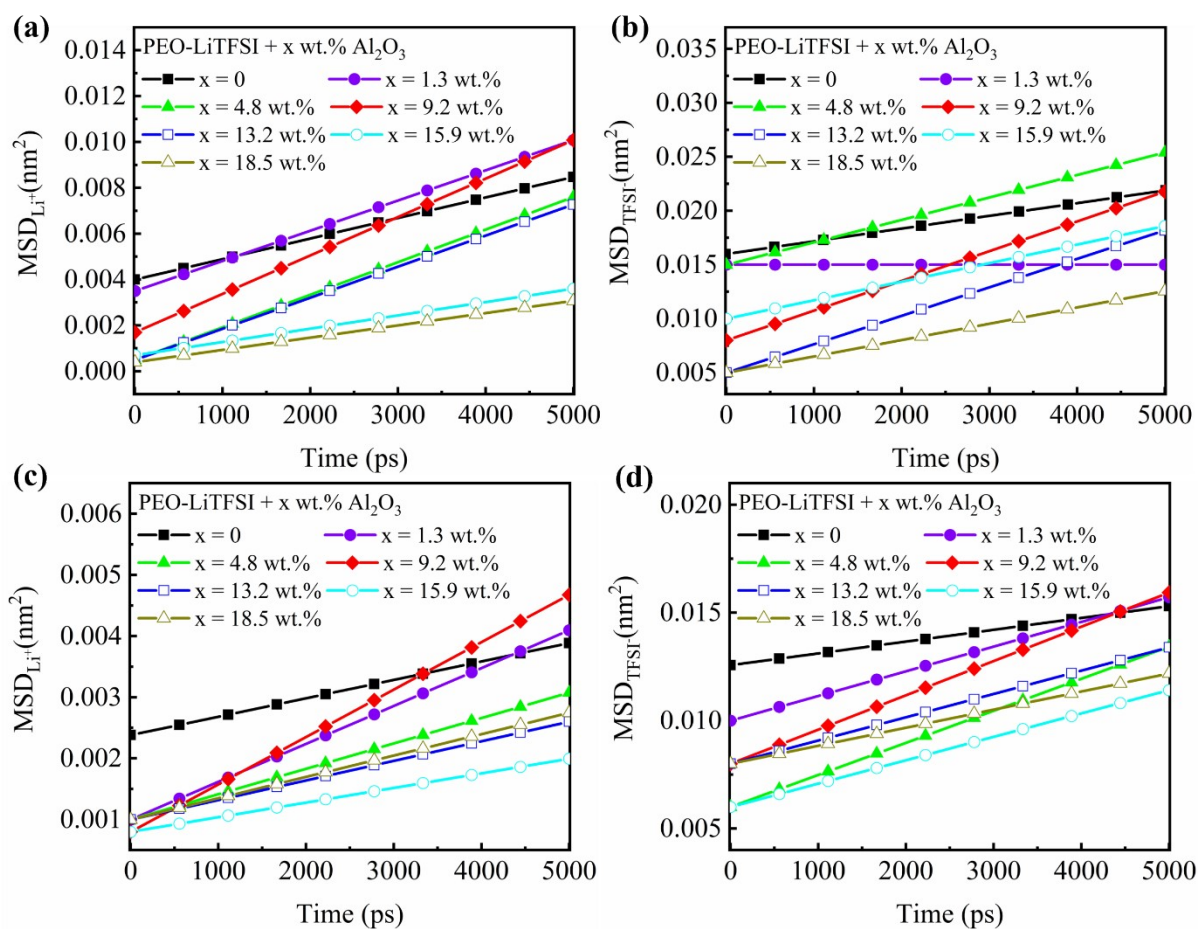 (a)
PEO-LiTFSI + x wt.% Al₂O₃
x = 0
x = 1.3 wt.%
x = 4.8 wt.%
x = 9.2 wt.%
x = 13.2 wt.%
x = 15.9 wt.%
x = 18.5 wt.%
MSD_Li⁺(nm²)
0.014
0.012
0.010
0.008
0.006
0.004
0.002
0.000
0 1000 2000 3000 4000 5000
Time (ps)
(b)
PEO-LiTFSI + x wt.% Al₂O₃
x = 0
x = 1.3 wt.%
x = 4.8 wt.%
x = 9.2 wt.%
x = 13.2 wt.%
x = 15.9 wt.%
x = 18.5 wt.%
MSD_TFSI⁻(nm²)
0.035
0.030
0.025
0.020
0.015
0.010
0.005
0 1000 2000 3000 4000 5000
Time (ps)
(c)
PEO-LiTFSI + x wt.% Al₂O₃
x = 0
x = 1.3 wt.%
x = 4.8 wt.%
x = 9.2 wt.%
x = 13.2 wt.%
x = 15.9 wt.%
x = 18.5 wt.%
MSD_Li⁺(nm²)
0.006
0.005
0.004
0.003
0.002
0.001
0 1000 2000 3000 4000 5000
Time (ps)
(d)
PEO-LiTFSI + x wt.% Al₂O₃
x = 0
x = 1.3 wt.%
x = 4.8 wt.%
x = 9.2 wt.%
x = 13.2 wt.%
x = 15.9 wt.%
x = 18.5 wt.%
MSD_TFSI⁻(nm²)
0.020
0.015
0.010
0.005
0 1000 2000 3000 4000 5000
Time (ps)